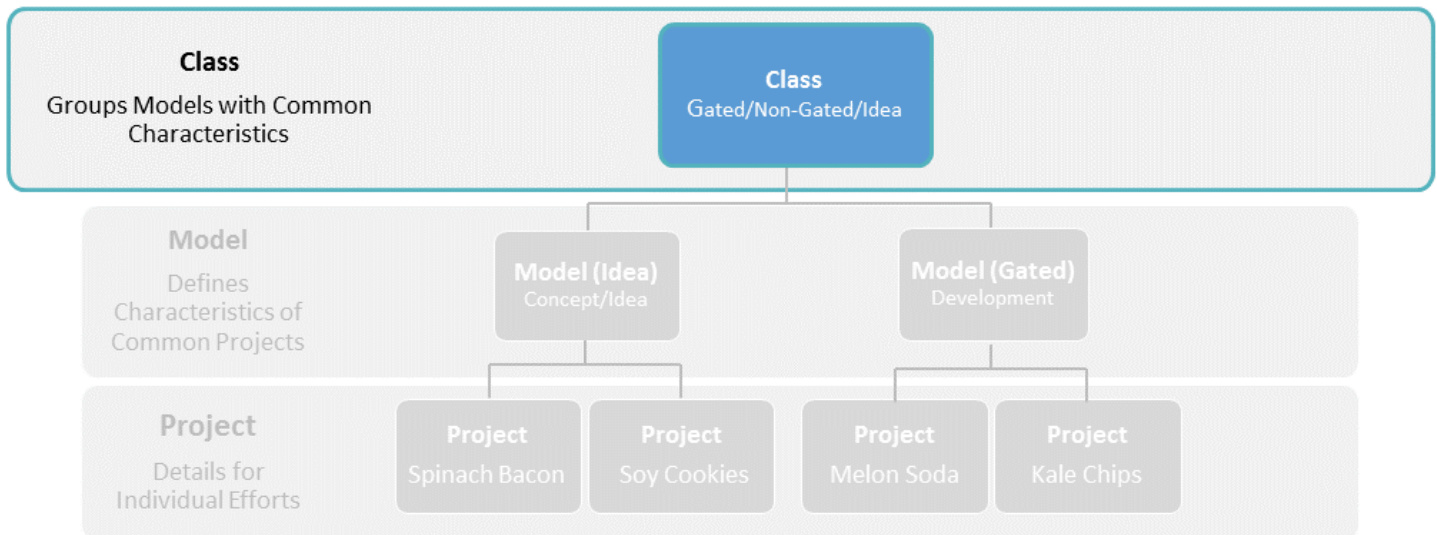 Class
Groups Models with Common
Characteristics
Class
Gated/Non-Gated/Idea
Model
Defines
Characteristics of
Common Projects
Model (Idea)
Concept/Idea
Model (Gated)
Development
Project
Details for
Individual Efforts
Project
Spinach Bacon
Project
Soy Cookies
Project
Melon Soda
Project
Kale Chips